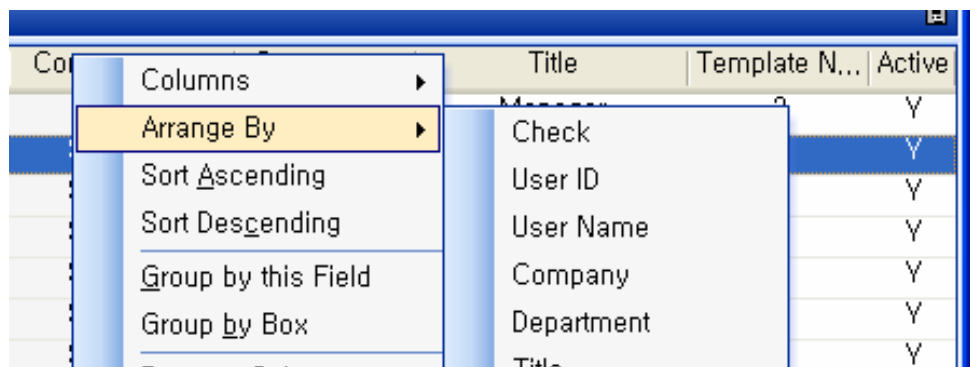 Title Template N... Active
Columns
Arrange By
Sort Ascending
Sort Descending
Group by this Field
Group by Box
Check
User ID
User Name
Company
Department
Title
Y
Y
Y
Y
Y
Y
Y